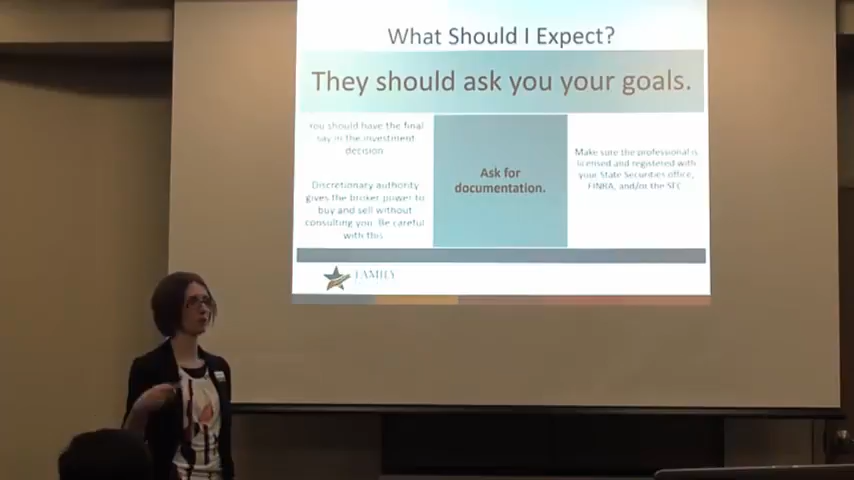 What Should I Expect?
They should ask you your goals.
You should have the final
say in the investment
decision
Discretionary authority
gives the broker power to
buy and sell without
consulting you. Be careful
with this.
Ask for
documentation.
Make sure the professional is
licensed and registered with
your State Securities office,
FINRA, and/or the SEC
FAMILY